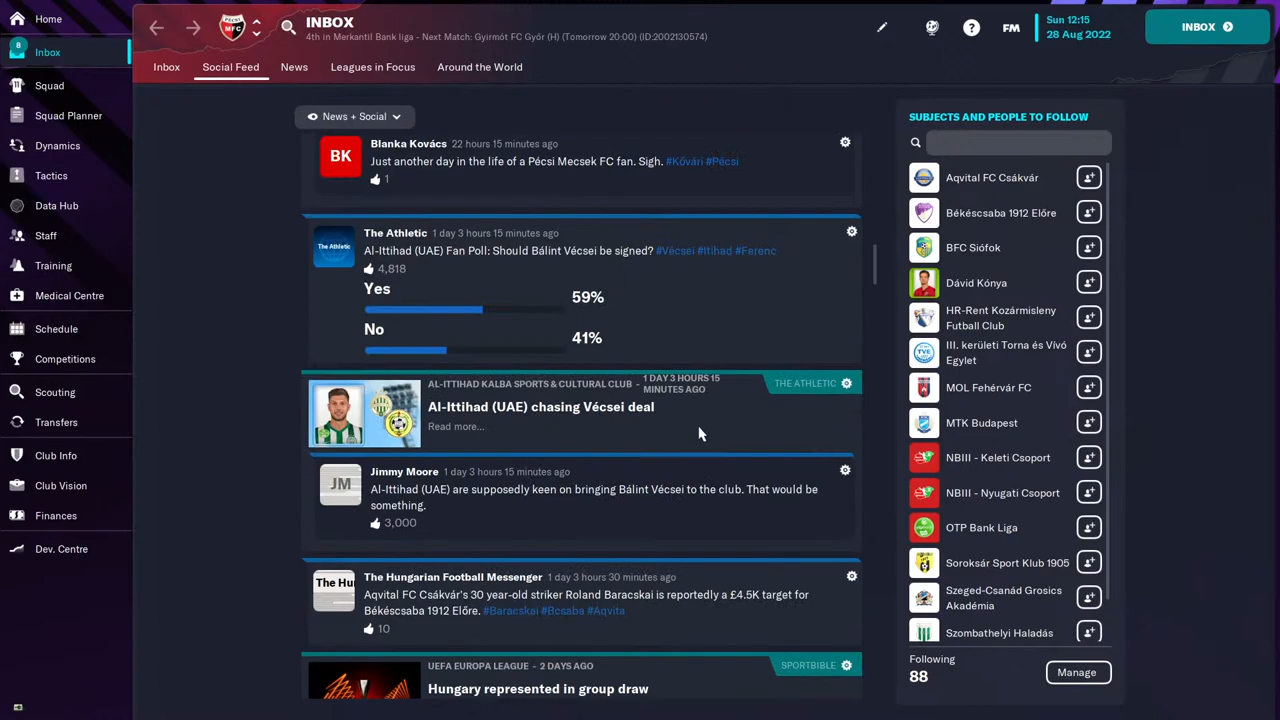 Home
INBOX
4th in Merkantil Bank liga - Next Match: Gyirmót FC Győr (H) (Tomorrow 20:00) (ID:2002130574)
FM
Sun 12:15
28 Aug 2022
INBOX
8
Inbox
Squad
Squad Planner
Dynamics
Tactics
Data Hub
Staff
Training
Medical Centre
Schedule
Competitions
Scouting
Transfers
Club Info
Club Vision
Finances
Dev. Centre
Inbox
Social Feed
News
Leagues in Focus
Around the World
News + Social
BK
Blanka Kovács 22 hours 15 minutes ago
Just another day in the life of a Pécsi Mecsek FC fan. Sigh. #Kővári #Pécsi
1
The Athletic
The Athletic 1 day 3 hours 15 minutes ago
Al-Ittihad (UAE) Fan Poll: Should Bálint Vécsei be signed? #Vécsei #Itihad #Ferenc
4,818
Yes
59%
No
41%
AL-ITTIHAD KALBA SPORTS & CULTURAL CLUB - 1 DAY 3 HOURS 15 MINUTES AGO
THE ATHLETIC
Al-Ittihad (UAE) chasing Vécsei deal
Read more...
JM
Jimmy Moore 1 day 3 hours 15 minutes ago
Al-Ittihad (UAE) are supposedly keen on bringing Bálint Vécsei to the club. That would be
something.
3,000
The Hu
The Hungarian Football Messenger 1 day 3 hours 30 minutes ago
Aqvital FC Csákvár's 30 year-old striker Roland Baracskai is reportedly a £4.5K target for
Békéscsaba 1912 Előre. #Baracskai #Bcsaba #Aqvita
10
UEFA EUROPA LEAGUE - 2 DAYS AGO
SPORTBIBLE
Hungary represented in group draw
SUBJECTS AND PEOPLE TO FOLLOW
Aqvital FC Csákvár
Békéscsaba 1912 Előre
BFC Siófok
Dávid Kónya
HR-Rent Kozármisleny
Futball Club
III. kerületi Torna és Vívó
Egylet
MOL Fehérvár FC
MTK Budapest
NBIII - Keleti Csoport
NBIII - Nyugati Csoport
OTP Bank Liga
Soroksár Sport Klub 1905
Szeged-Csanád Grosics
Akadémia
Szombathelyi Haladás
Following
88
Manage